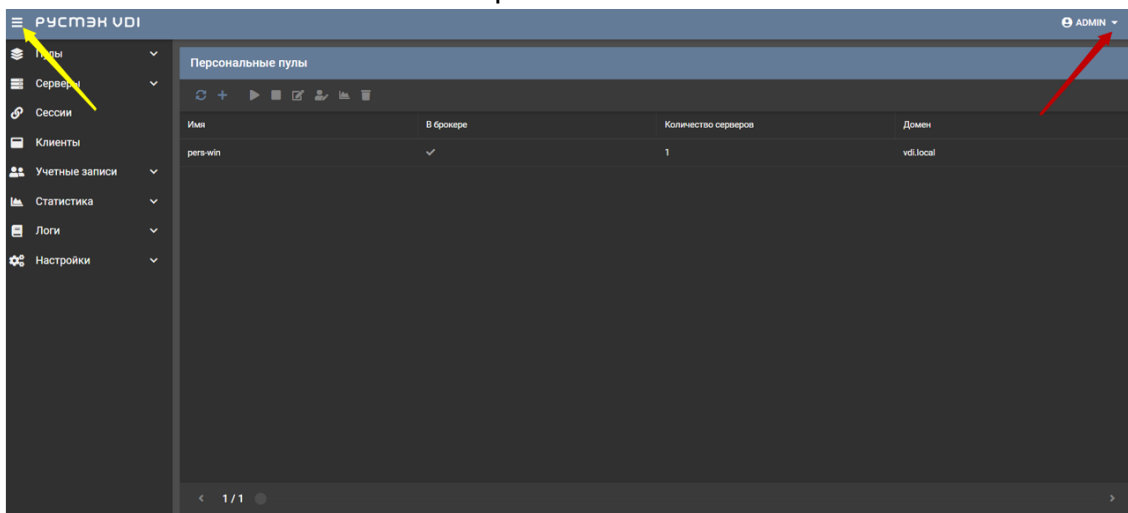 РУСТЭК VDI
ADMIN
Пулы
Серверы
Сессии
Клиенты
Учетные записи
Статистика
Логи
Настройки
Персональные пулы
Имя В брокере Количество серверов Домен
pers-win 1 vdi.local
1 / 1